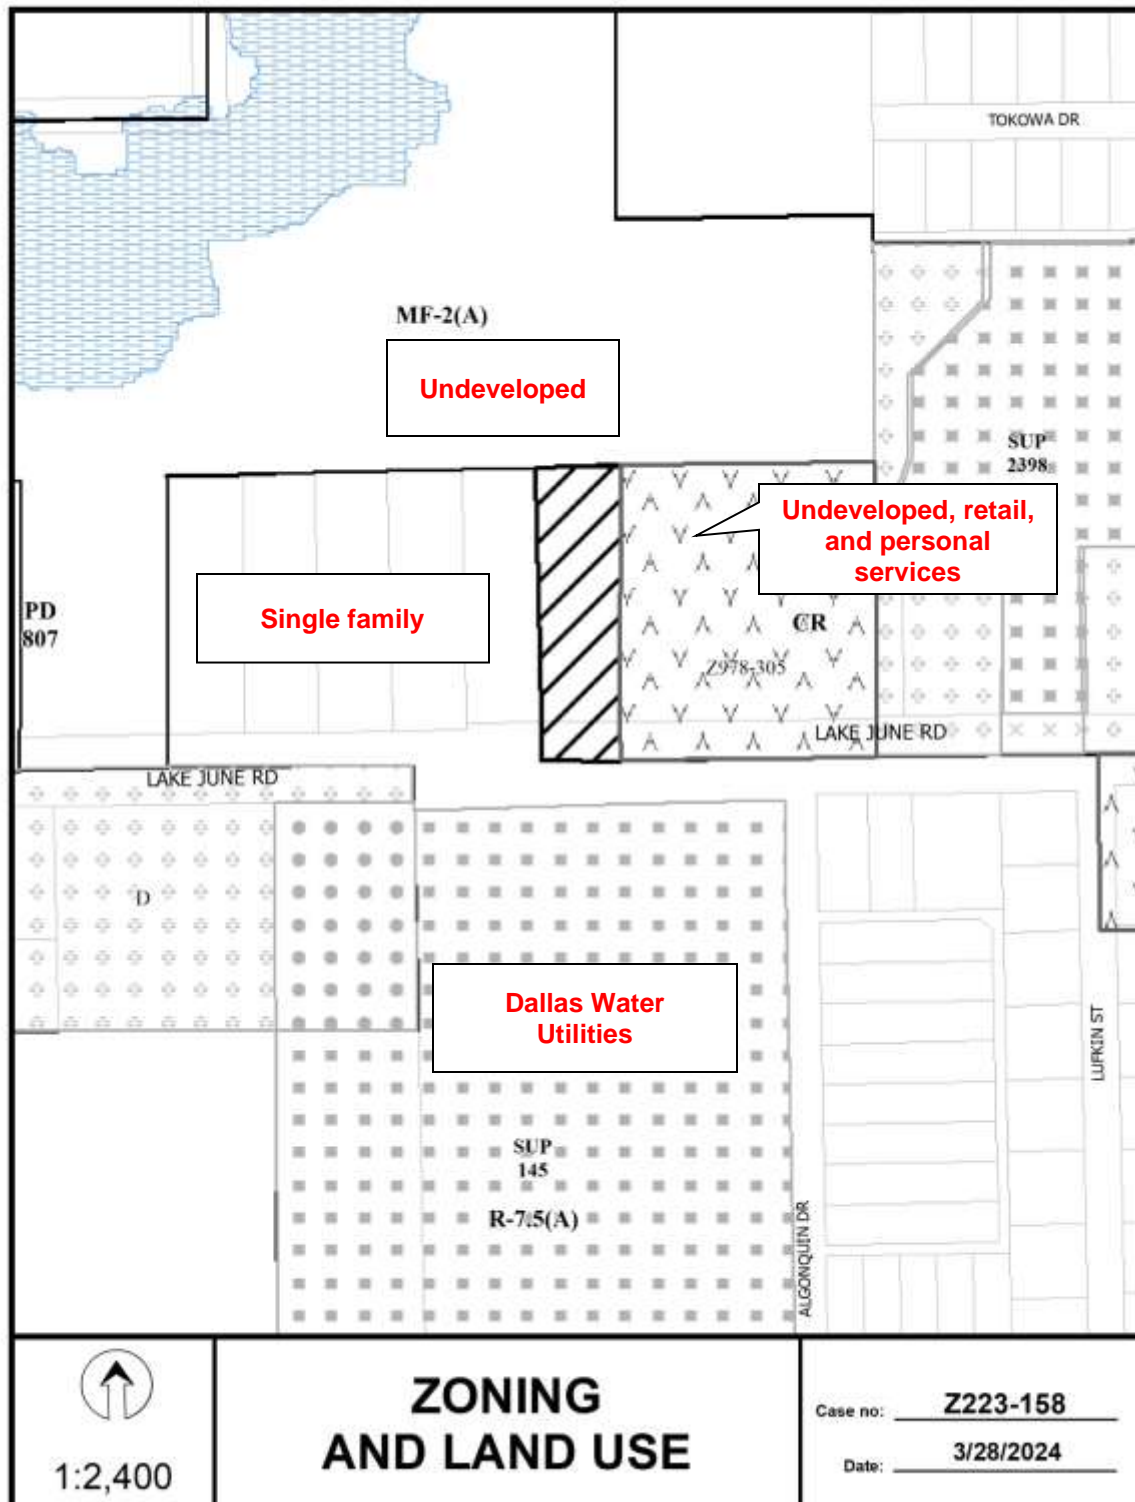 TOKOWA DR
MF-2(A)
Undeveloped
SUP
2398
Undeveloped, retail,
and personal
services
PD
807
Single family
CR
Z978-305
LAKE JUNE RD
LAKE JUNE RD
D
Dallas Water
Utilities
LUFKIN ST
SUP
145
R-7.5(A)
ALGONQUIN DR
1:2,400
ZONING
AND LAND USE
Case no: Z223-158
Date: 3/28/2024